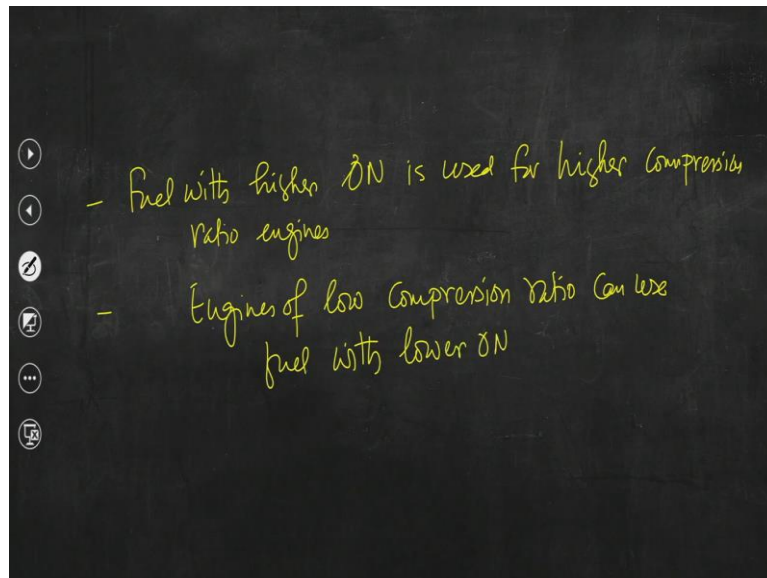 - Fuel with higher ON is used for higher Compression
ratio engines
- Engines of low Compression ratio can use
fuel with lower ON